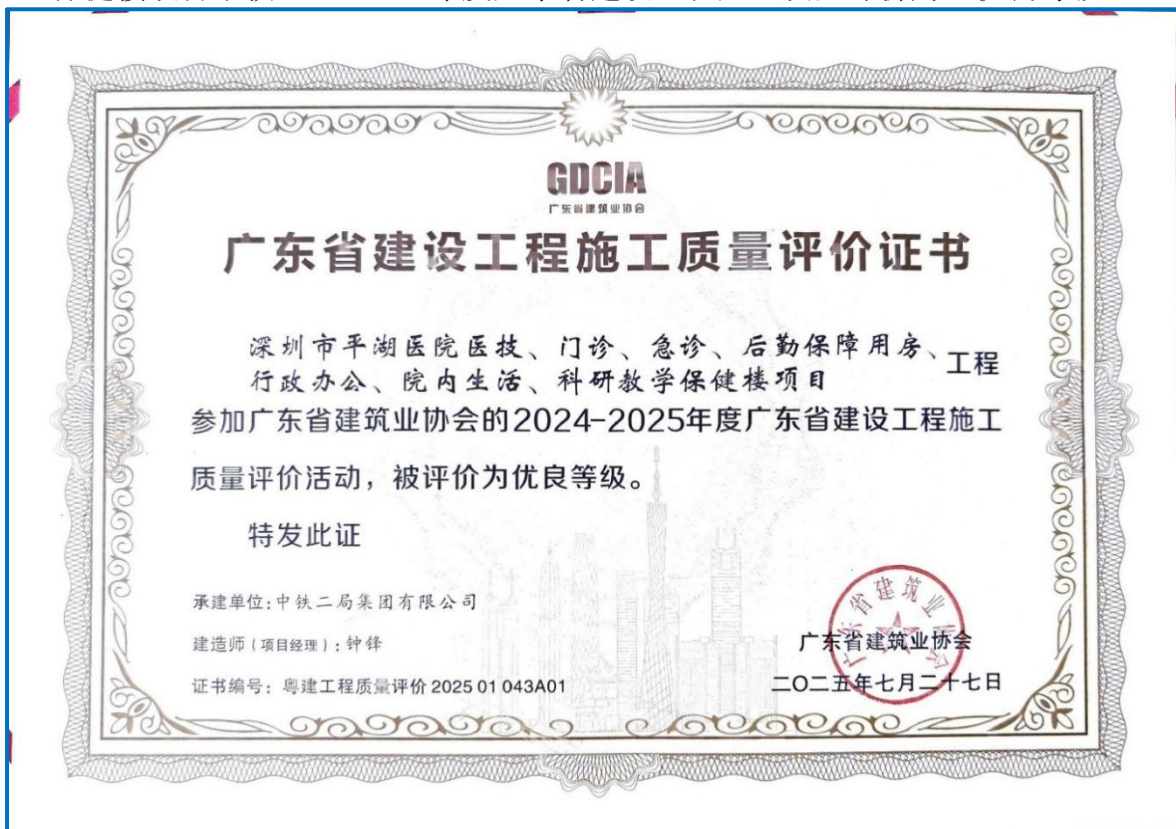 GDCIA
广东省建筑业协会
广东省建设工程施工质量评价证书
深圳市平湖医院医技、门诊、急诊、后勤保障用房、
行政办公、院内生活、科研教学保健楼项目
工程
参加广东省建筑业协会的2024-2025年度广东省建设工程施工
质量评价活动，被评价为优良等级。
特发此证
承建单位:中铁二局集团有限公司
建造师（项目经理）:钟锋
证书编号：粤建工程质量评价 2025 01 043A01
广东省建筑业协会
广东省建筑业协会
二〇二五年七月二十七日